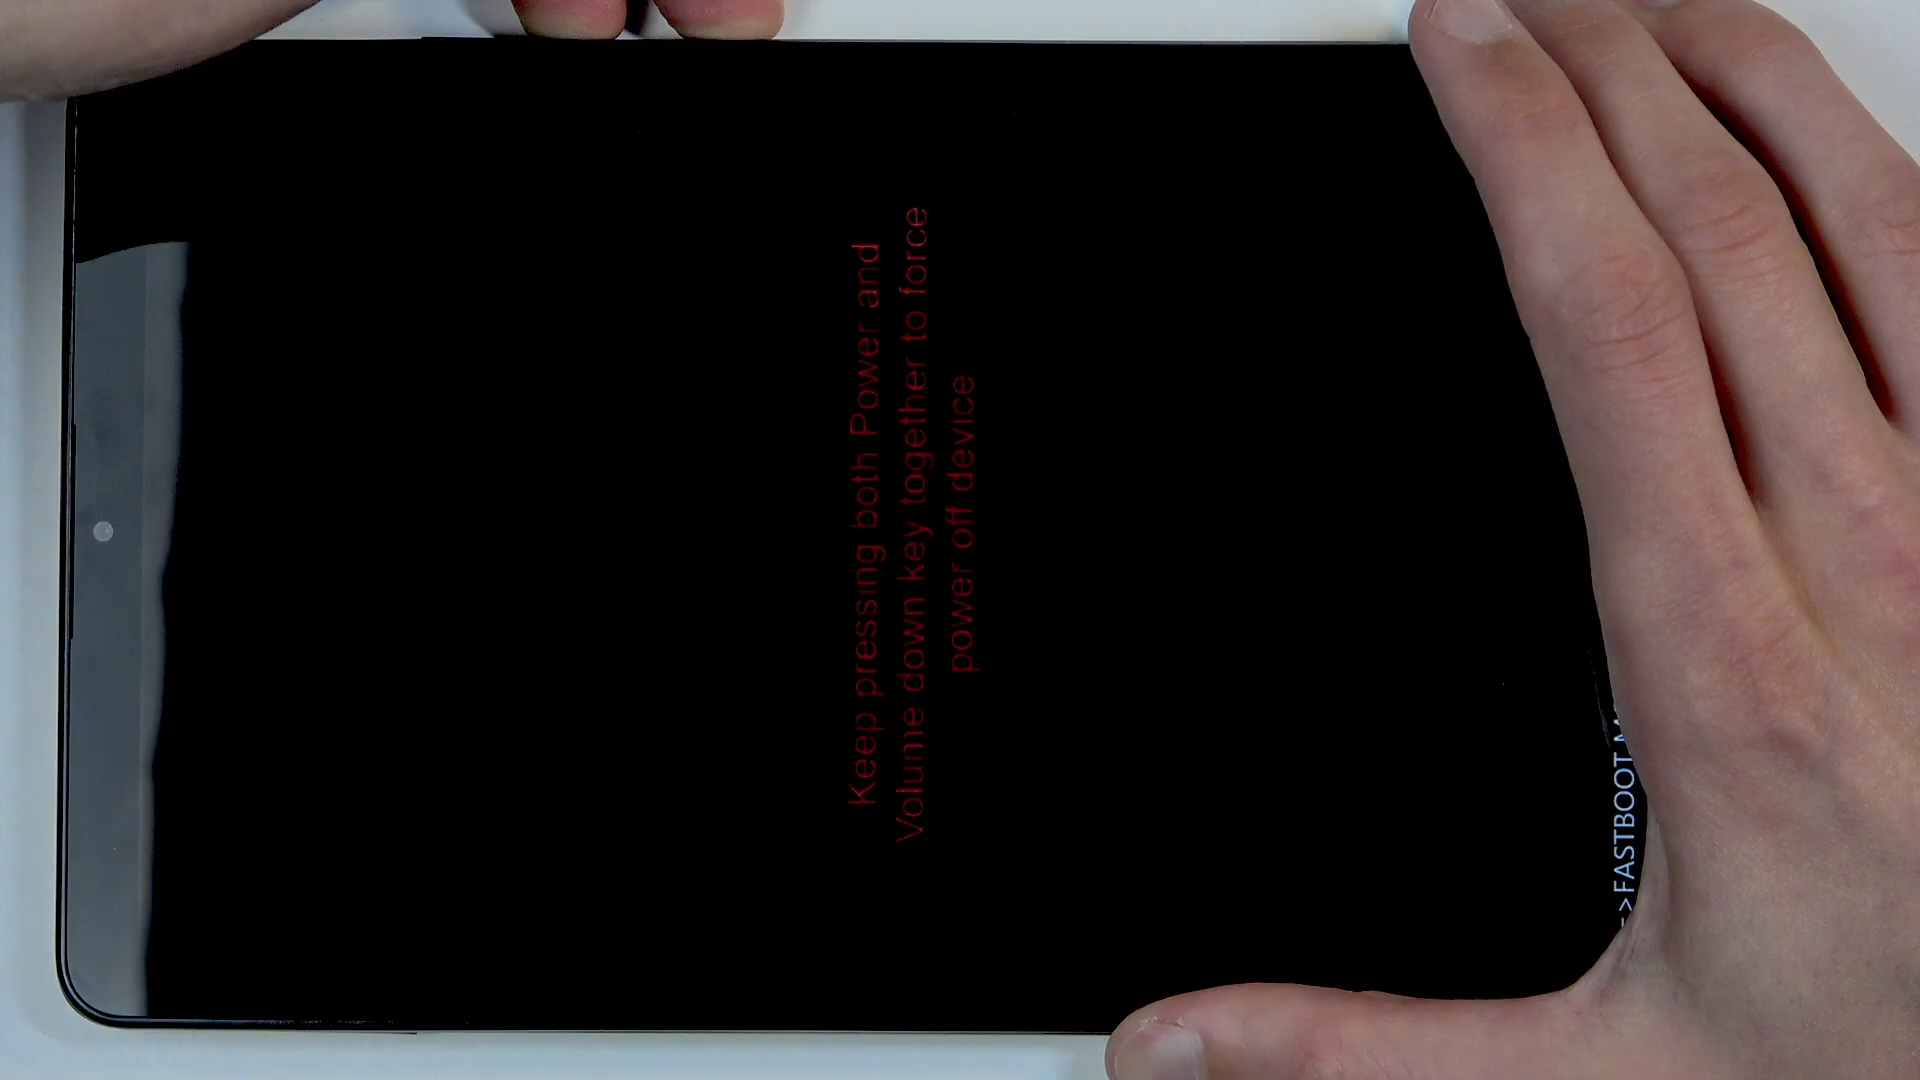 Keep pressing both Power and
Volume down key together to force
power off device
=>FASTBOOT